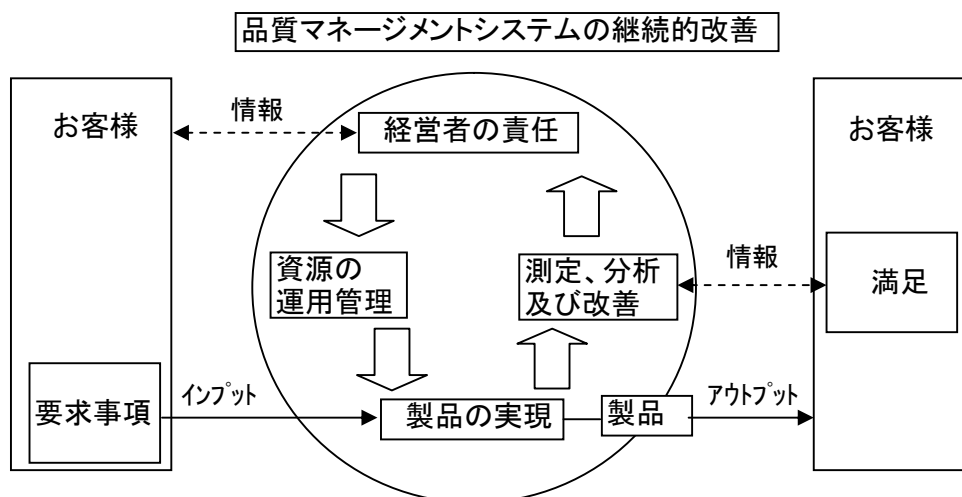 品質マネージメントシステムの継続的改善
お客様
情報
経営者の責任
お客様
資源の
運用管理
測定、分析
及び改善
情報
満足
要求事項
ｲﾝﾌﾟｯﾄ
製品の実現
製品
ｱｳﾄﾌﾟｯﾄ